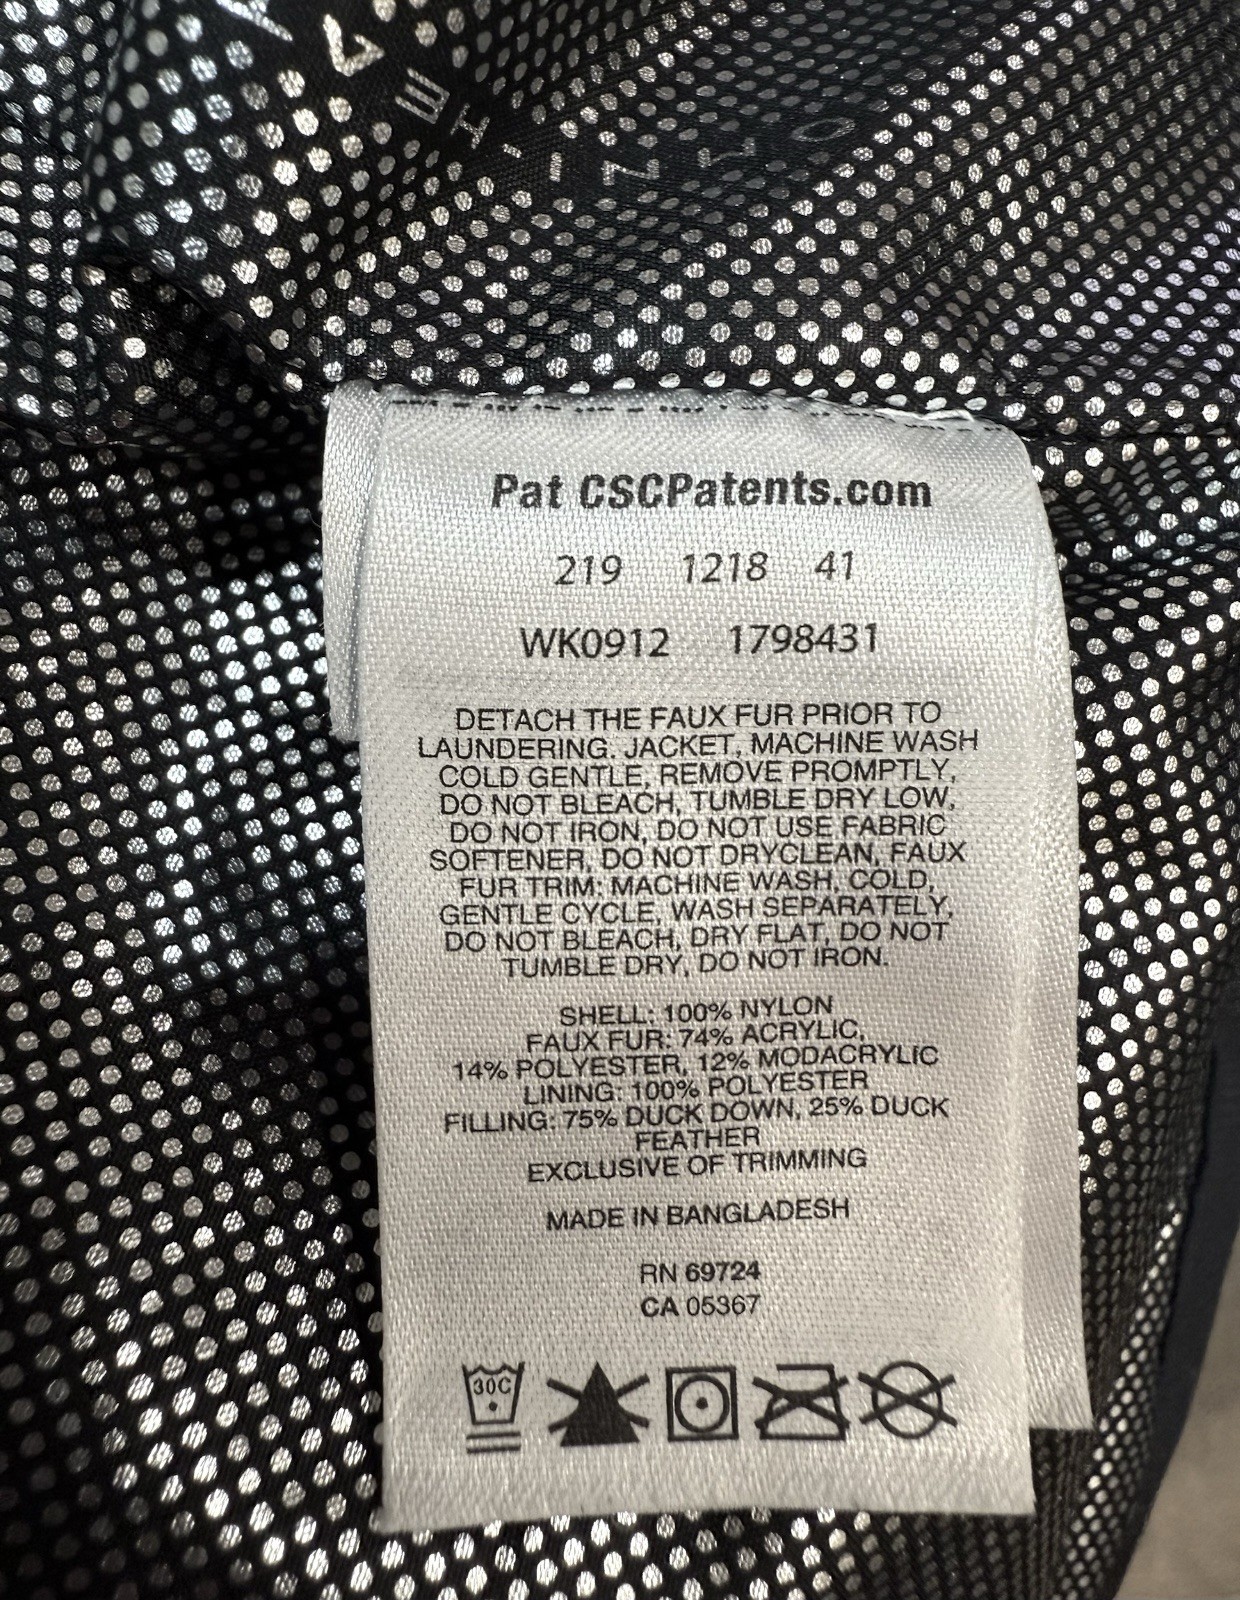 Pat CSCPatents.com
219 1218 41
WK0912 1798431
DETACH THE FAUX FUR PRIOR TO
LAUNDERING. JACKET, MACHINE WASH
COLD GENTLE, REMOVE PROMPTLY,
DO NOT BLEACH, TUMBLE DRY LOW,
DO NOT IRON, DO NOT USE FABRIC
SOFTENER, DO NOT DRYCLEAN, FAUX
FUR TRIM: MACHINE WASH, COLD,
GENTLE CYCLE, WASH SEPARATELY,
DO NOT BLEACH, DRY FLAT, DO NOT
TUMBLE DRY, DO NOT IRON.
SHELL: 100% NYLON
FAUX FUR: 74% ACRYLIC,
14% POLYESTER, 12% MODACRYLIC
LINING: 100% POLYESTER
FILLING: 75% DUCK DOWN, 25% DUCK
FEATHER
EXCLUSIVE OF TRIMMING
MADE IN BANGLADESH
RN 69724
CA 05367
30C